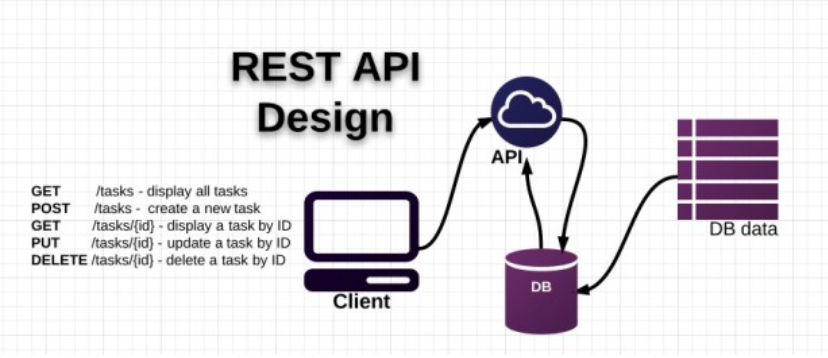 REST API
Design
API
GET /tasks - display all tasks
POST /tasks - create a new task
GET /tasks/{id} - display a task by ID
PUT /tasks/{id} - update a task by ID
DELETE /tasks/{id} - delete a task by ID
Client
DB
DB data